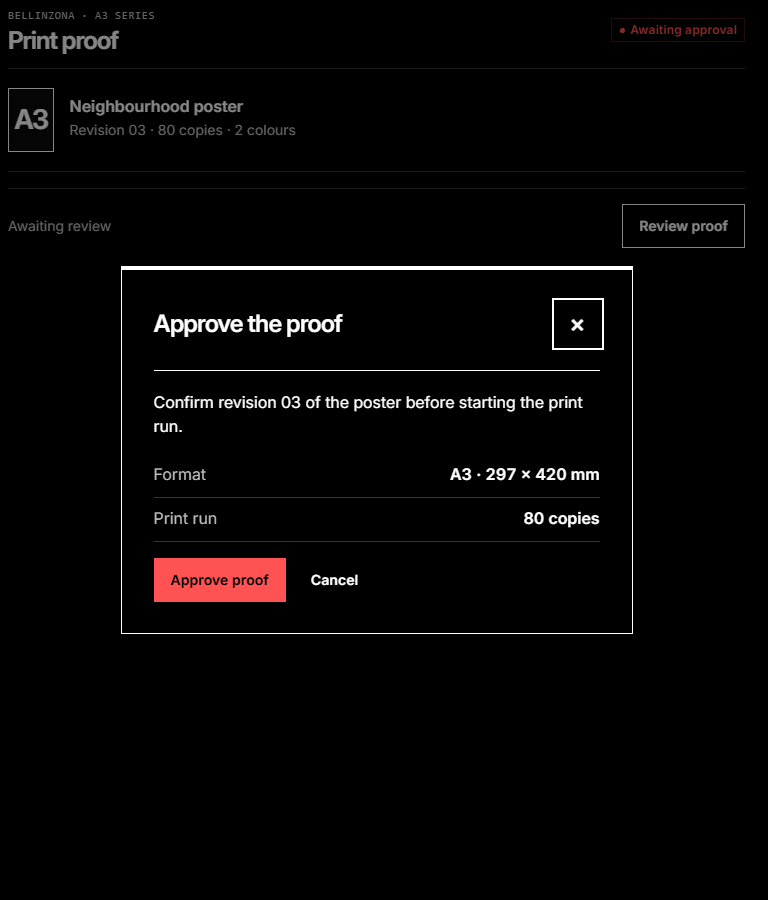 BELLINZONA · A3 SERIES
Print proof
Awaiting approval
A3
Neighbourhood poster
Revision 03 · 80 copies · 2 colours
Awaiting review
Review proof
Approve the proof
×
Confirm revision 03 of the poster before starting the print
run.
Format
A3 · 297 × 420 mm
Print run
80 copies
Approve proof
Cancel